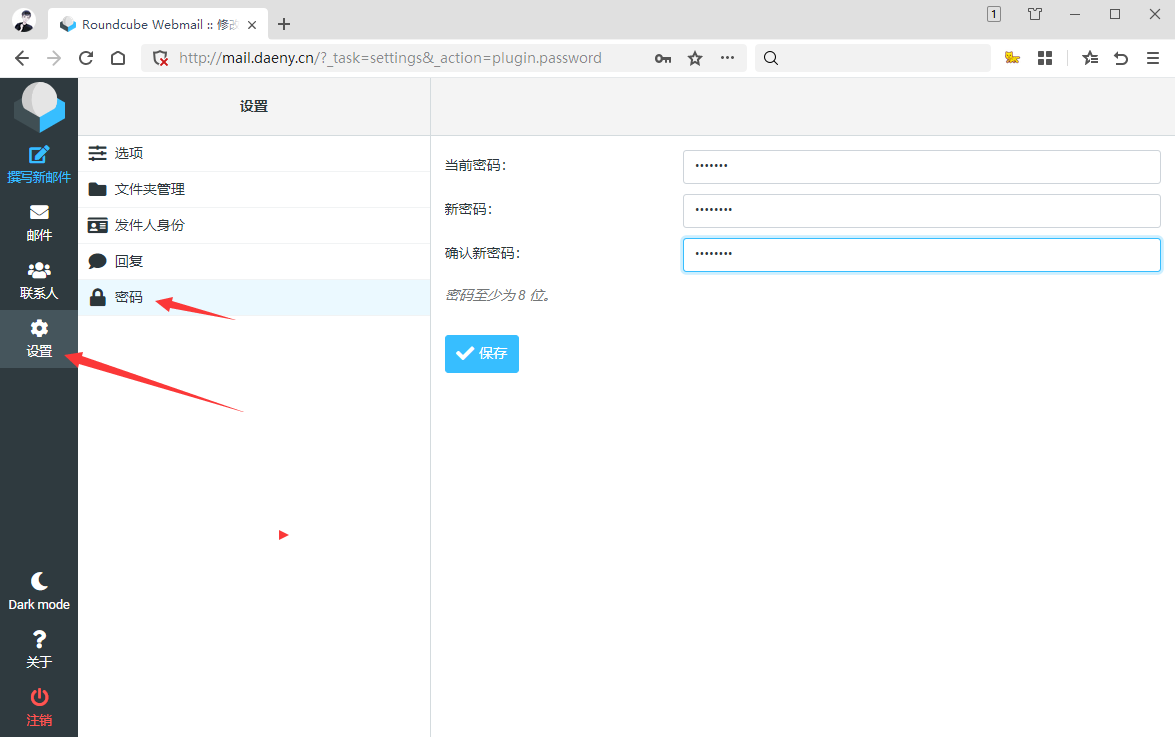 Roundcube Webmail :: 修改
1
http://mail.daeny.cn/?_task=settings&_action=plugin.password
设置
撰写新邮件
邮件
联系人
设置
Dark mode
关于
注销
选项
文件夹管理
发件人身份
回复
密码
当前密码：
新密码：
确认新密码：
密码至少为 8 位。
保存